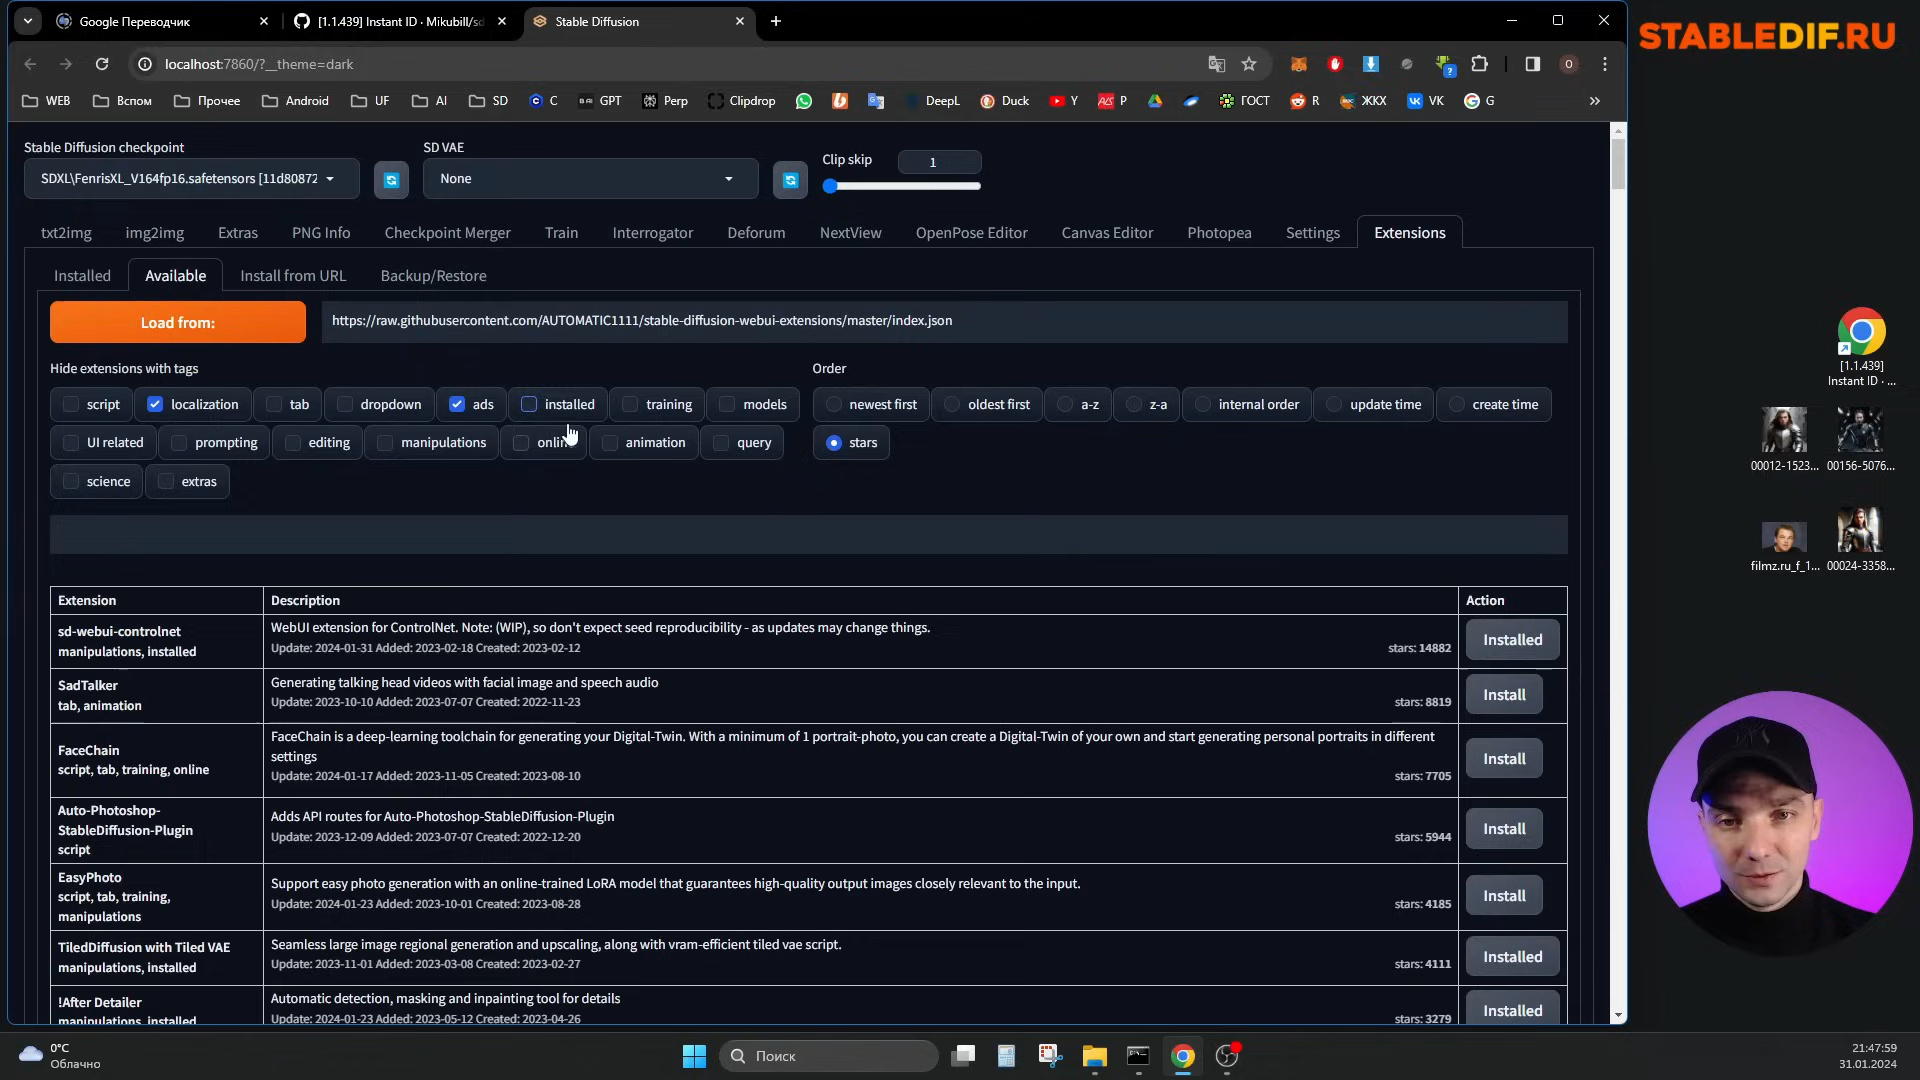 Google Переводчик
[1.1.439] Instant ID · Mikubill/sd
Stable Diffusion
STABLEDIF.RU
localhost:7860/?__theme=dark
WEB
Вспом
Прочее
Android
UF
AI
SD
C
GPT
Perp
Clipdrop
DeepL
Duck
Y
P
ГОСТ
R
ЖКХ
VK
G
Stable Diffusion checkpoint
SD VAE
Clip skip
1
SDXL\FenrisXL_V164fp16.safetensors [11d80872
None
txt2img
img2img
Extras
PNG Info
Checkpoint Merger
Train
Interrogator
Deforum
NextView
OpenPose Editor
Canvas Editor
Photopea
Settings
Extensions
Installed
Available
Install from URL
Backup/Restore
Load from:
https://raw.githubusercontent.com/AUTOMATIC1111/stable-diffusion-webui-extensions/master/index.json
Hide extensions with tags
Order
script
localization
tab
dropdown
ads
installed
training
models
newest first
oldest first
a-z
z-a
internal order
update time
create time
UI related
prompting
editing
manipulations
online
animation
query
stars
science
extras
Extension
Description
Action
sd-webui-controlnet
manipulations, installed
WebUI extension for ControlNet. Note: (WIP), so don't expect seed reproducibility - as updates may change things.
Update: 2024-01-31 Added: 2023-02-18 Created: 2023-02-12
stars: 14882
Installed
SadTalker
tab, animation
Generating talking head videos with facial image and speech audio
Update: 2023-10-10 Added: 2023-07-07 Created: 2022-11-23
stars: 8819
Install
FaceChain
script, tab, training, online
FaceChain is a deep-learning toolchain for generating your Digital-Twin. With a minimum of 1 portrait-photo, you can create a Digital-Twin of your own and start generating personal portraits in different
settings
Update: 2024-01-17 Added: 2023-11-05 Created: 2023-08-10
stars: 7705
Install
Auto-Photoshop-
StableDiffusion-Plugin
script
Adds API routes for Auto-Photoshop-StableDiffusion-Plugin
Update: 2023-12-09 Added: 2023-07-07 Created: 2022-12-20
stars: 5944
Install
EasyPhoto
script, tab, training,
manipulations
Support easy photo generation with an online-trained LoRA model that guarantees high-quality output images closely relevant to the input.
Update: 2024-01-23 Added: 2023-10-01 Created: 2023-08-28
stars: 4185
Install
TiledDiffusion with Tiled VAE
manipulations, installed
Seamless large image regional generation and upscaling, along with vram-efficient tiled vae script.
Update: 2023-11-01 Added: 2023-03-08 Created: 2023-02-27
stars: 4111
Installed
!After Detailer
manipulations, installed
Automatic detection, masking and inpainting tool for details
Update: 2024-01-23 Added: 2023-05-12 Created: 2023-04-26
stars: 3279
Installed
[1.1.439]
Instant ID · ...
00012-1523...
00156-5076...
filmz.ru_f_1...
00024-3358...
0°C
Облачно
Поиск
21:47:59
31.01.2024